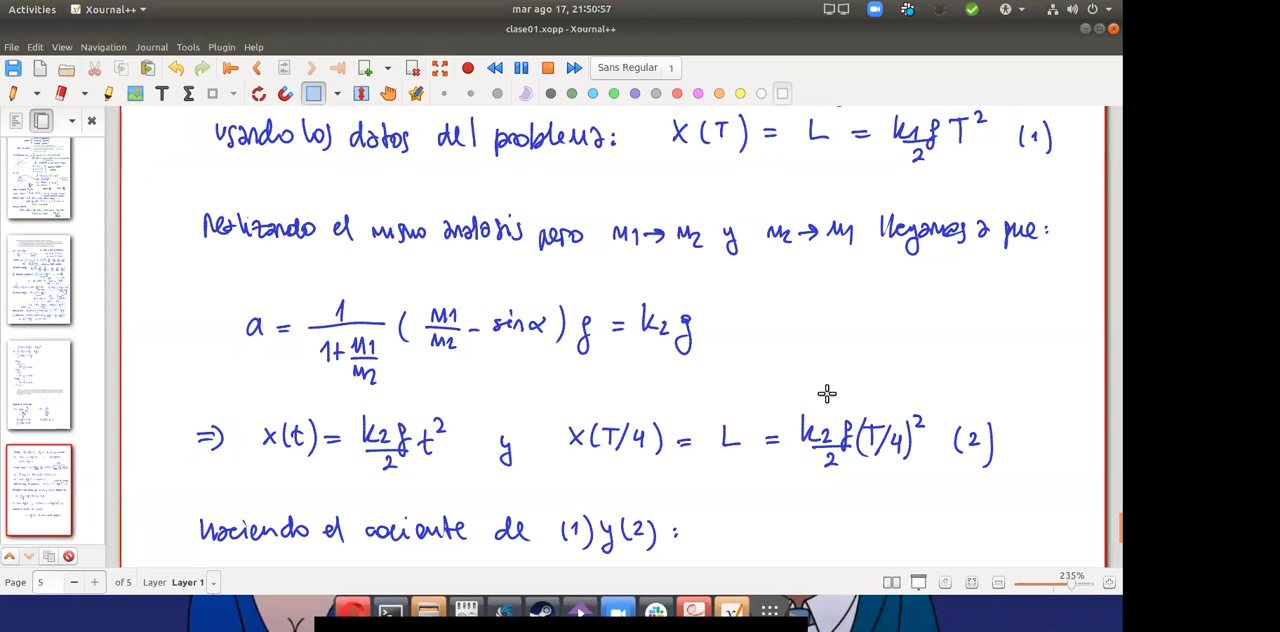 Activities
Xournal++
mar ago 17, 21:50:57
clase01.xopp - Xournal++
File Edit View Navigation Journal Tools Plugin Help
Sans Regular 1
usando los datos del problema: X(T) = L = k1g/2 T² (1)
Realizando el mismo análisis pero M1→M2 y M2→M1 llegamos a que:
a = 1/(1+M1/M2) (M1/M2 - sinα) g = k2 g
⇒ x(t) = k2g/2 t² y X(T/4) = L = k2/2 g(T/4)² (2)
Haciendo el cociente de (1) y (2):
Page 5 of 5 Layer Layer 1
235%